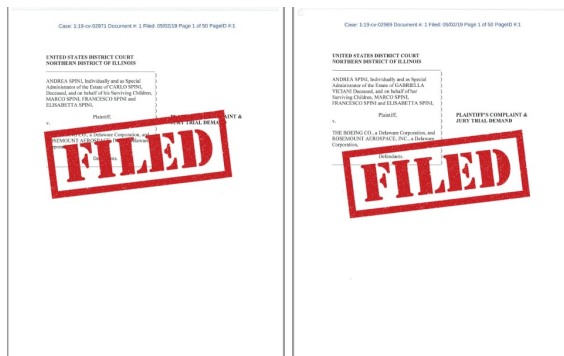 Case: 1:19-cv-02971 Document #: 1 Filed: 05/02/19 Page 1 of 50 PageID #:1
UNITED STATES DISTRICT COURT
NORTHERN DISTRICT OF ILLINOIS
ANDREA SPINI, Individually and as Special
Administrator of the Estate of CARLO SPINI,
Deceased, and on behalf of his Surviving Children,
MARCO SPINI, FRANCESCO SPINI and
ELISABETTA SPINI,
Plaintiff,
v.
CO., a Delaware Corporation, and
ROSEMOUNT AEROSPACE,
Defendants.
FILED
Case: 1:19-cv-02969 Document #: 1 Filed: 05/02/19 Page 1 of 50 PageID #:1
UNITED STATES DISTRICT COURT
NORTHERN DISTRICT OF ILLINOIS
ANDREA SPINI, Individually and as Special
Administrator of the Estate of GABRIELLA
VICIANI Deceased, and on behalf of her
Surviving Children, MARCO SPINI,
FRANCESCO SPINI and ELISABETTA SPINI,
Plaintiff,
PLAINTIFF'S COMPLAINT &
JURY TRIAL DEMAND
v.
THE BOEING CO., a Delaware Corporation, and
ROSEMOUNT AEROSPACE, INC., a Delaware
Corporation,
Defendants.
FILED